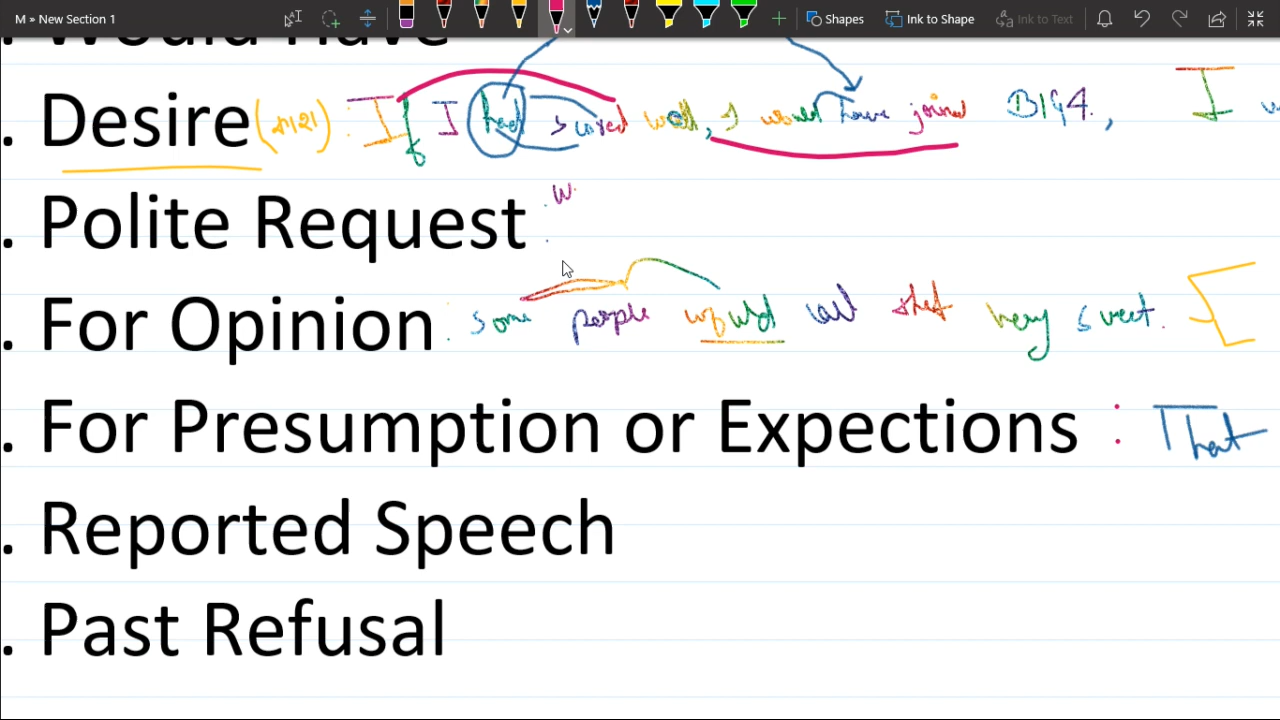 M » New Section 1
Shapes
Ink to Shape
Ink to Text
. Would Have
. Desire : If I had scored well, I would have joined BIG4, I
. Polite Request : W
. For Opinion : Some people would call that very sweet.
. For Presumption or Expections : That
. Reported Speech
. Past Refusal